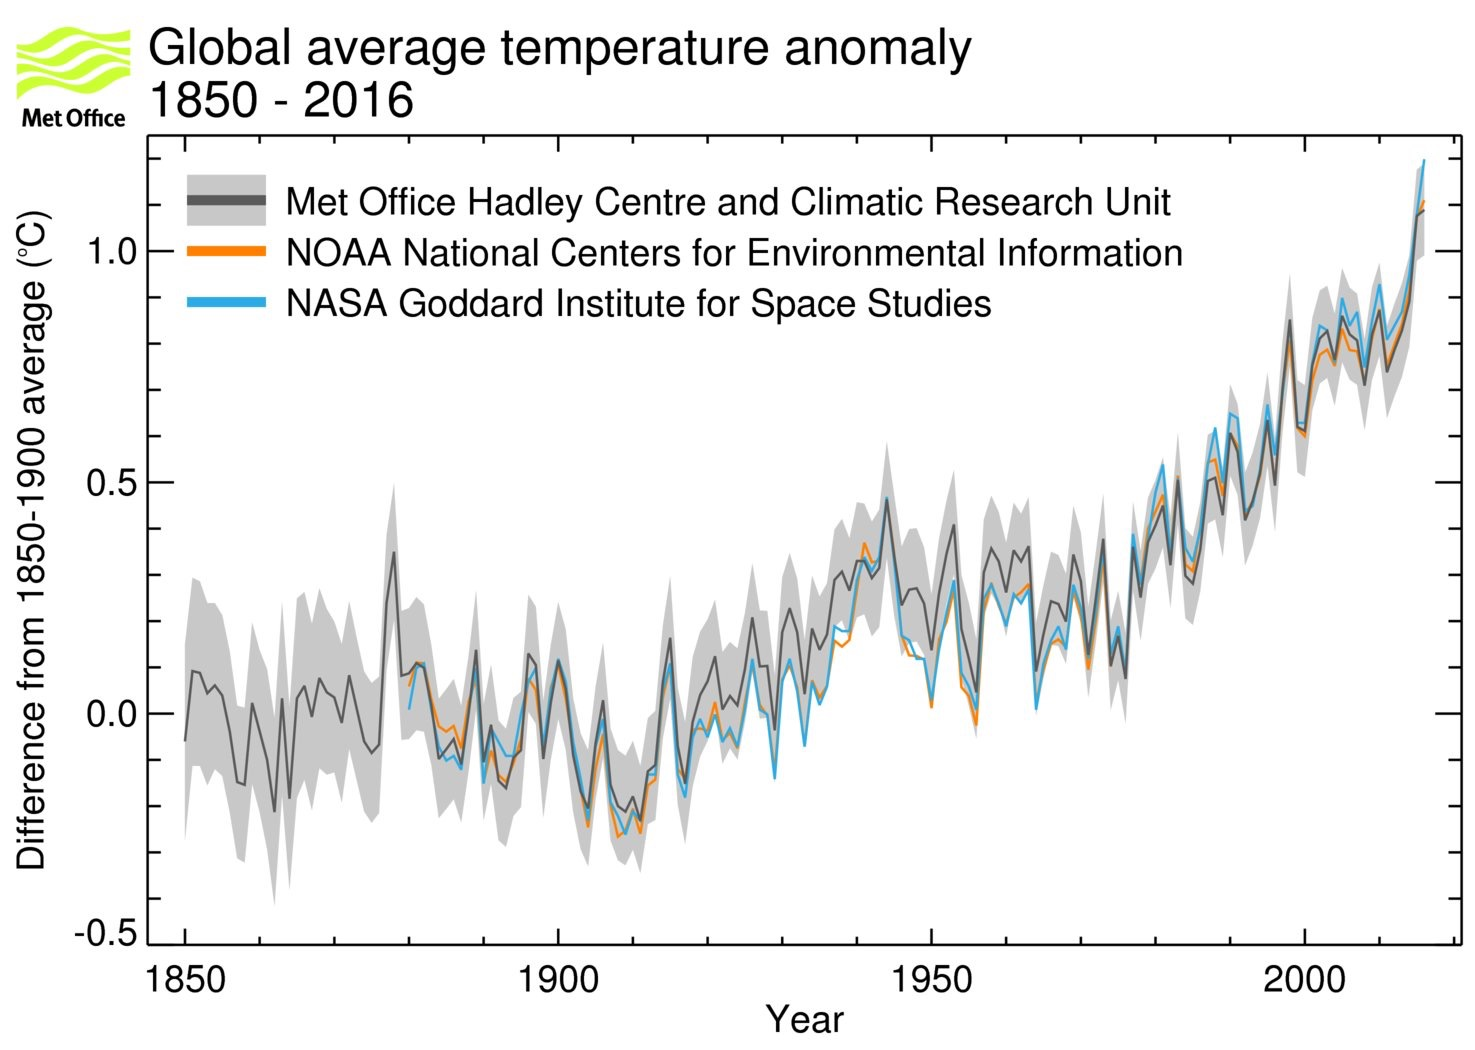 Global average temperature anomaly
1850 - 2016
Met Office
Met Office Hadley Centre and Climatic Research Unit
NOAA National Centers for Environmental Information
NASA Goddard Institute for Space Studies
Difference from 1850-1900 average (°C)
1.0
0.5
0.0
-0.5
1850 1900 1950 2000
Year